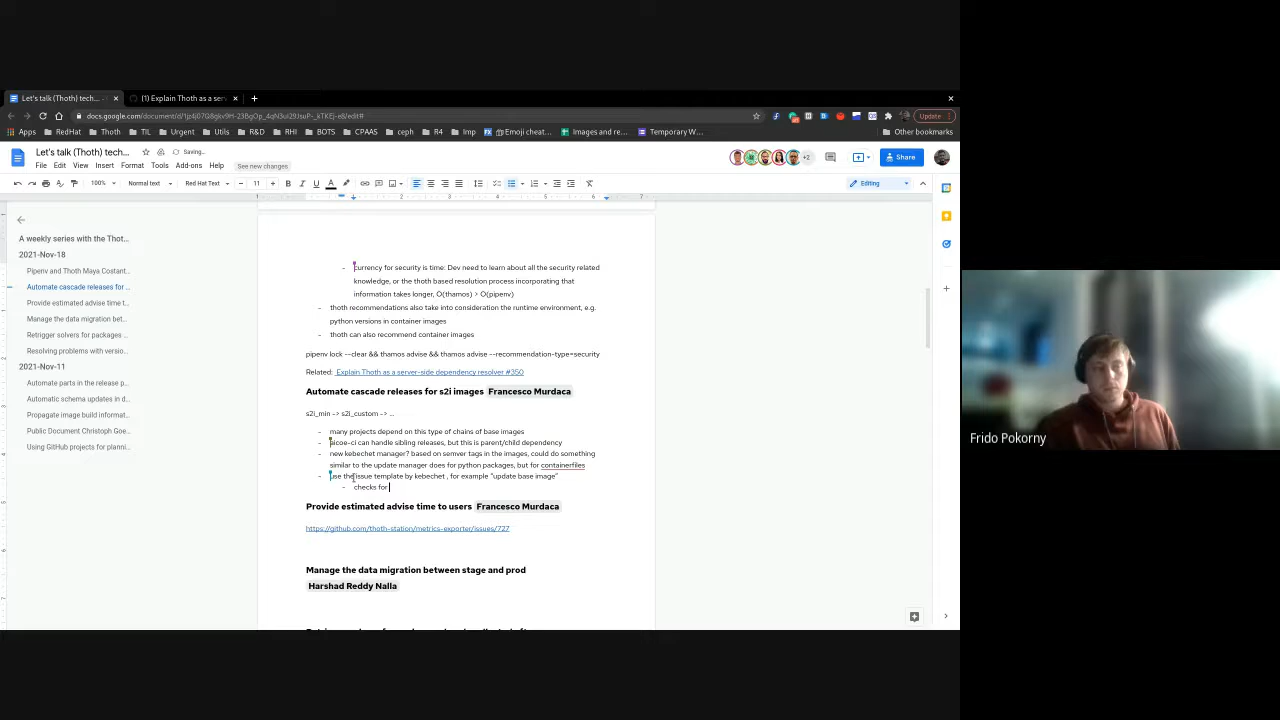 Let's talk (Thoth) tech...
(1) Explain Thoth as a ser
docs.google.com/document/d/
Update
Apps
RedHat
Thoth
TIL
Urgent
Utils
R&D
RHI
BOTS
CPAAS
ceph
R4
Imp
Emoji cheat...
Images and re...
Temporary W...
Other bookmarks
Let's talk (Thoth) tech...
Saving...
+2
Share
File Edit View Insert Format Tools Add-ons Help
See new changes
100%
Normal text
Red Hat Text
11
Editing
A weekly series with the Thot...
2021-Nov-18
Pipenv and Thoth Maya Costant...
Automate cascade releases for ...
Provide estimated advise time t...
Manage the data migration bet...
Retrigger solvers for packages ...
Resolving problems with versio...
2021-Nov-11
Automate parts in the release p...
Automatic schema updates in d...
Propagate image build informat...
Public Document Christoph Goe...
Using GitHub projects for planni...
- currency for security is time: Dev need to learn about all the security related
knowledge, or the thoth based resolution process incorporating that
information takes longer, O(thamos) > O(pipenv)
- thoth recommendations also take into consideration the runtime environment, e.g.
python versions in container images
- thoth can also recommend container images
pipenv lock --clear && thamos advise && thamos advise --recommendation-type=security
Related: Explain Thoth as a server-side dependency resolver #350
Automate cascade releases for s2i images Francesco Murdaca
s2i_min -> s2i_custom -> ...
- many projects depend on this type of chains of base images
- aicoe-ci can handle sibling releases, but this is parent/child dependency
- new kebechet manager? based on semver tags in the images, could do something
similar to the update manager does for python packages, but for containerfiles
- use the issue template by kebechet , for example "update base image"
- checks for
Provide estimated advise time to users Francesco Murdaca
https://github.com/thoth-station/metrics-exporter/issues/727
Manage the data migration between stage and prod
Harshad Reddy Nalla
Frido Pokorny